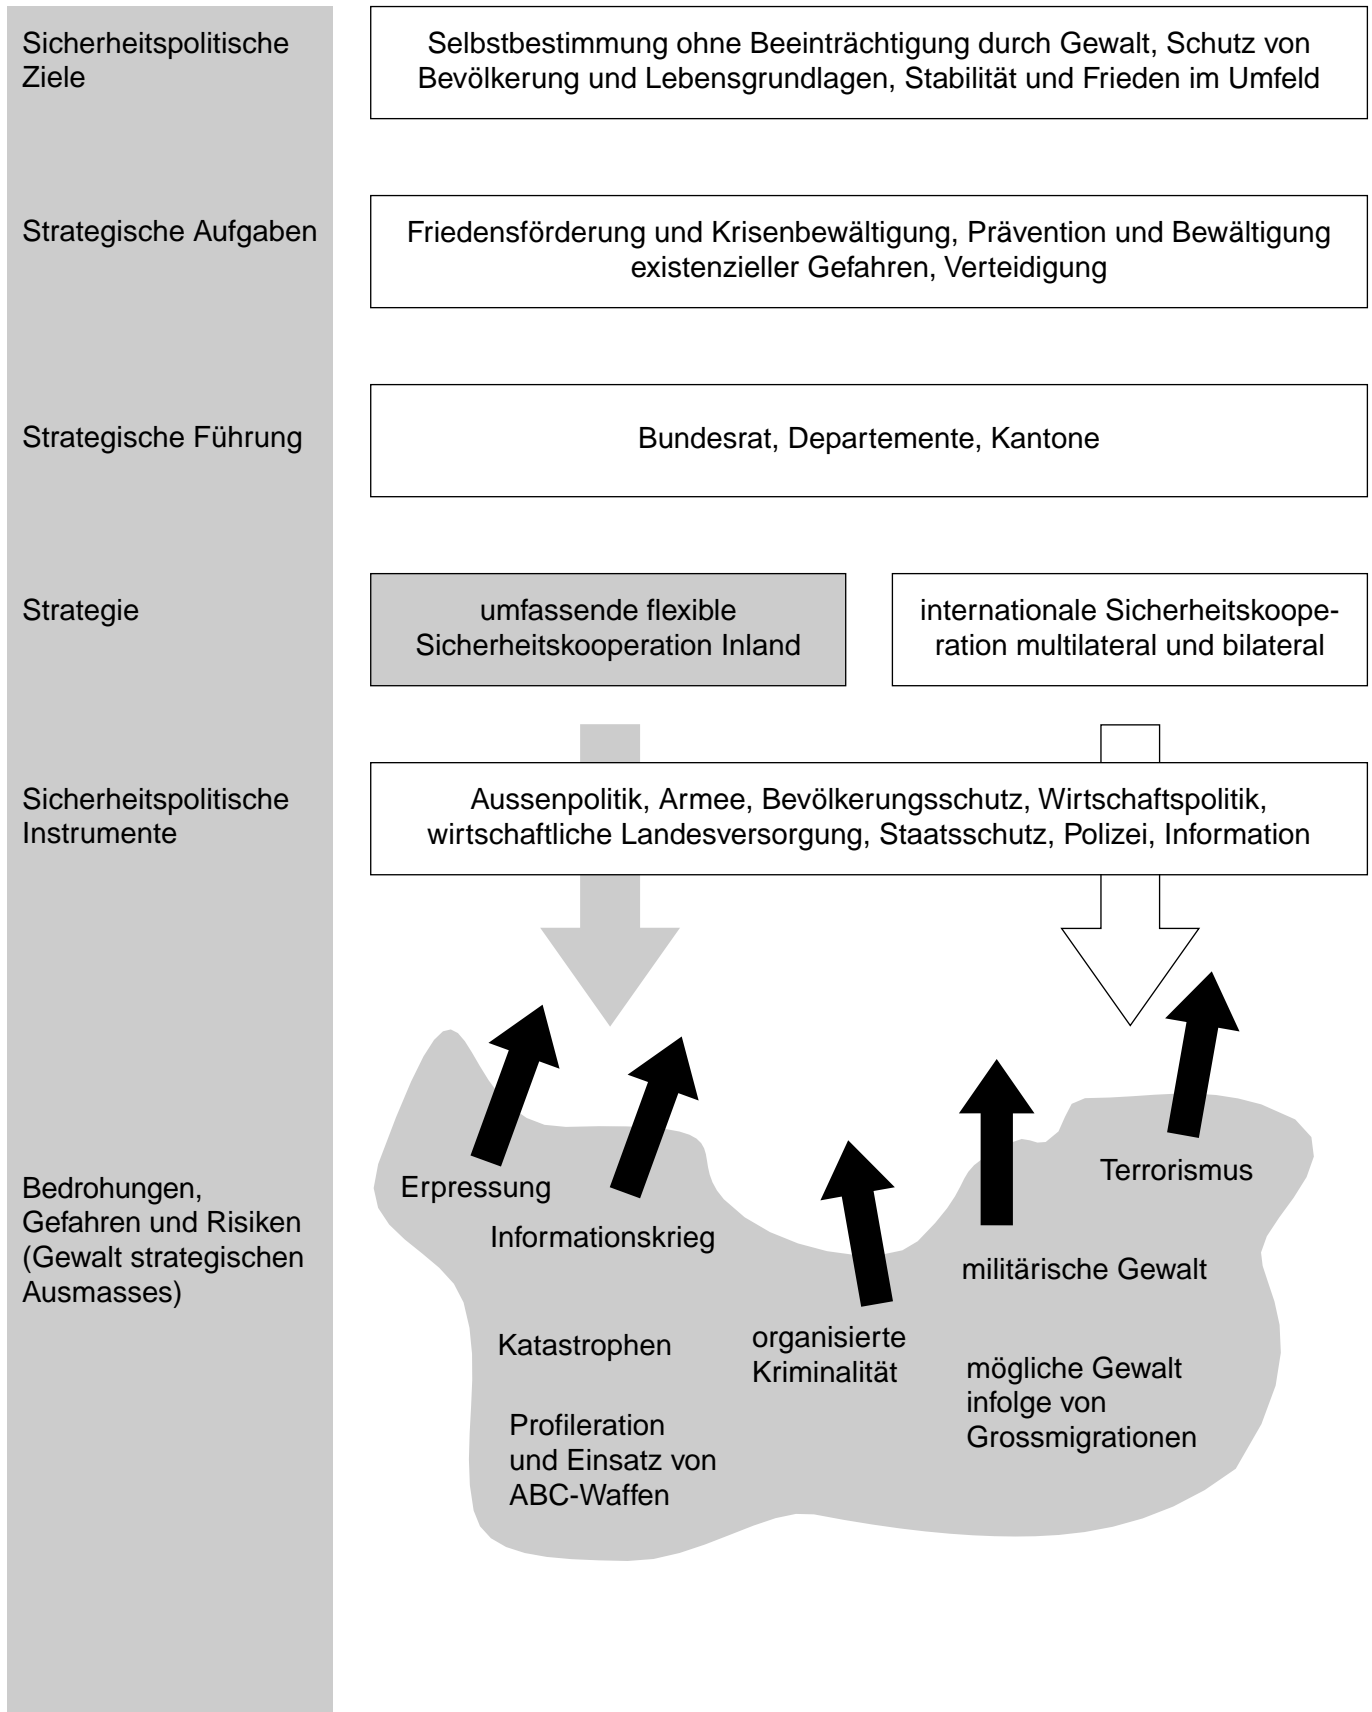 Sicherheitspolitische
Ziele
Selbstbestimmung ohne Beeinträchtigung durch Gewalt, Schutz von
Bevölkerung und Lebensgrundlagen, Stabilität und Frieden im Umfeld
Strategische Aufgaben
Friedensförderung und Krisenbewältigung, Prävention und Bewältigung
existenzieller Gefahren, Verteidigung
Strategische Führung
Bundesrat, Departemente, Kantone
Strategie
umfassende flexible
Sicherheitskooperation Inland
internationale Sicherheitskoope-
ration multilateral und bilateral
Sicherheitspolitische
Instrumente
Aussenpolitik, Armee, Bevölkerungsschutz, Wirtschaftspolitik,
wirtschaftliche Landesversorgung, Staatsschutz, Polizei, Information
Bedrohungen,
Gefahren und Risiken
(Gewalt strategischen
Ausmasses)
Erpressung
Informationskrieg
Terrorismus
militärische Gewalt
Katastrophen
organisierte
Kriminalität
mögliche Gewalt
infolge von
Grossmigrationen
Profileration
und Einsatz von
ABC-Waffen